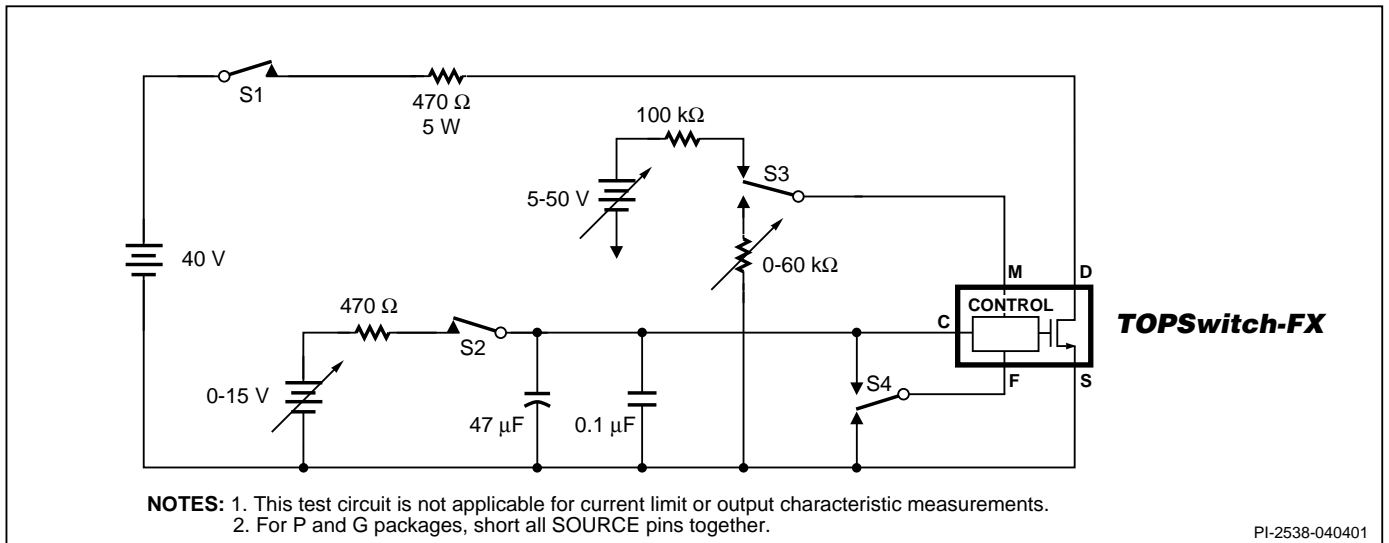 S1
470 Ω
5 W
100 kΩ
S3
5-50 V
40 V
0-60 kΩ
M
D
470 Ω
CONTROL
C
TOPSwitch-FX
S2
F
S
S4
0-15 V
47 μF
0.1 μF
NOTES: 1. This test circuit is not applicable for current limit or output characteristic measurements.
2. For P and G packages, short all SOURCE pins together.
PI-2538-040401